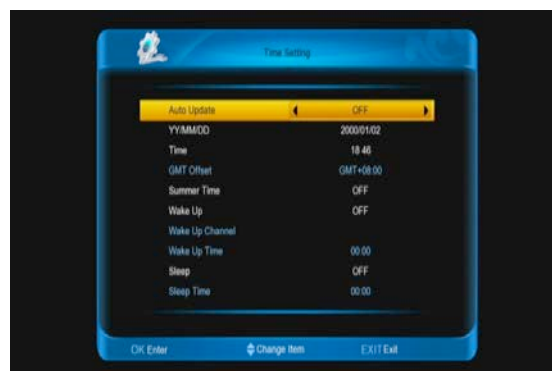 Time Setting
Auto Update OFF
YY/MM/DD 2000/01/02
Time 18 46
GMT Offset GMT+08:00
Summer Time OFF
Wake Up OFF
Wake Up Channel
Wake Up Time 00:00
Sleep OFF
Sleep Time 00:00
OK Enter Change Item EXIT Exit